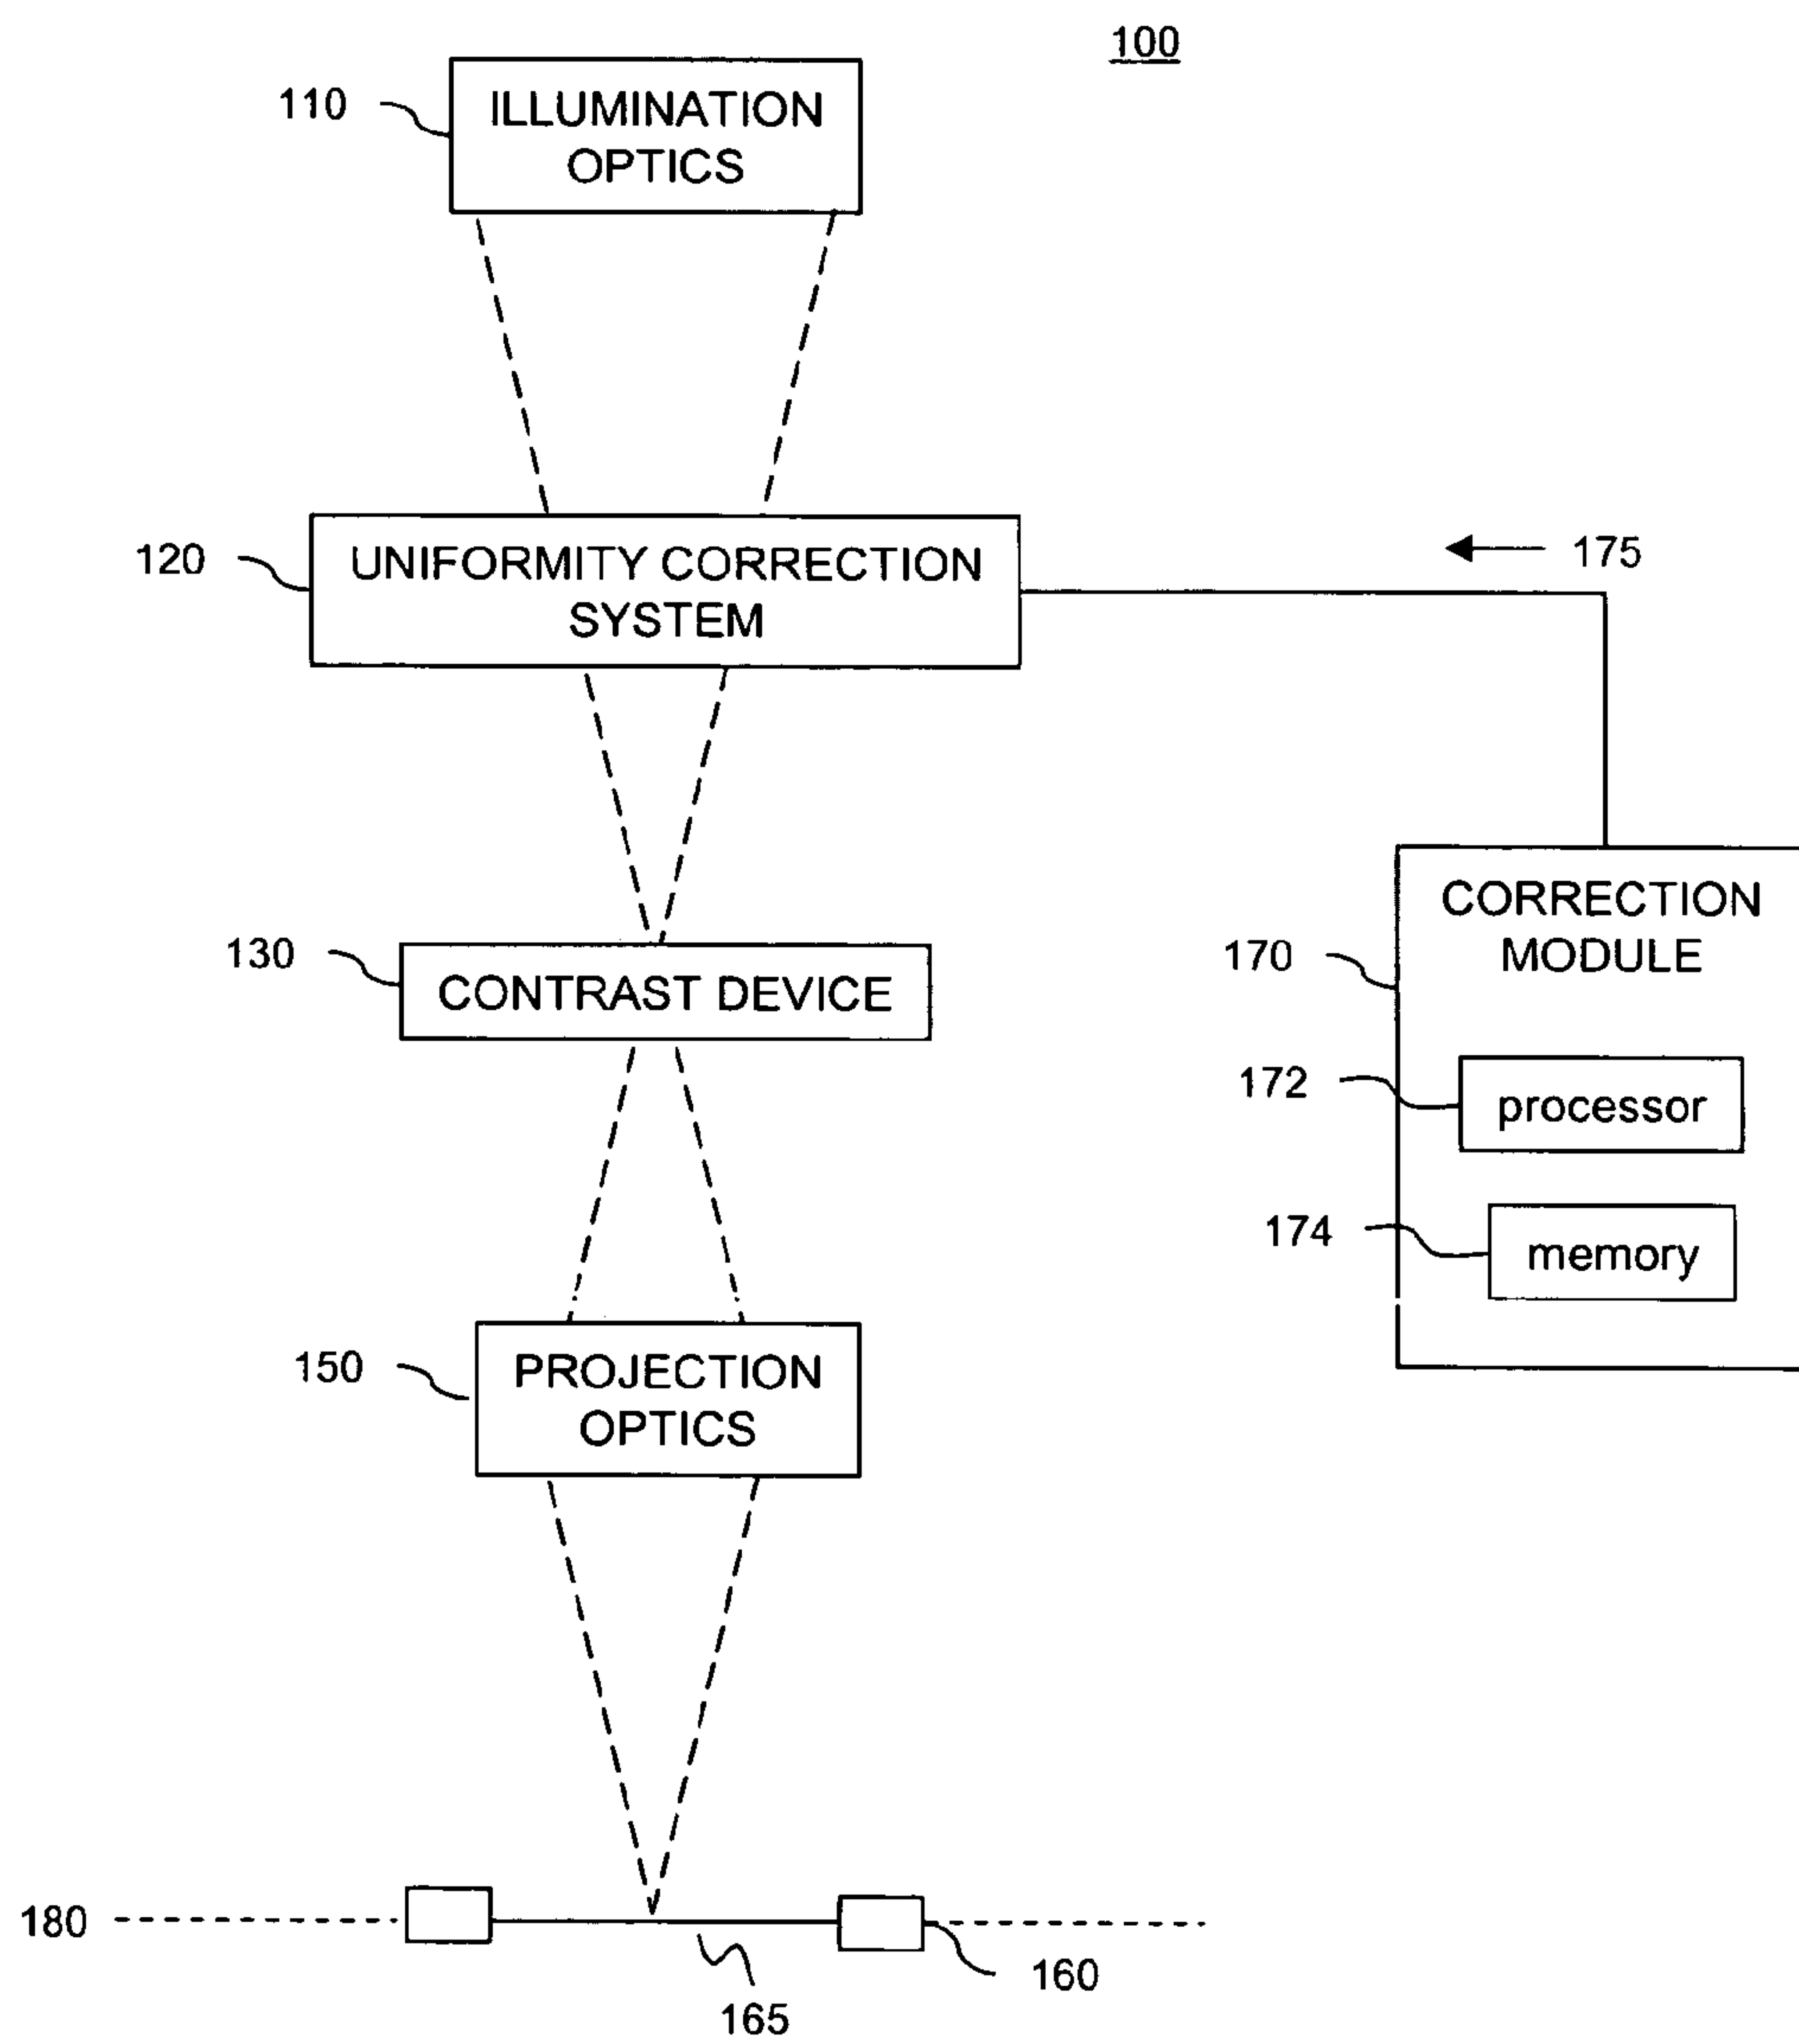 100
110
ILLUMINATION
OPTICS
175
120
UNIFORMITY CORRECTION
SYSTEM
CORRECTION
MODULE
170
130
CONTRAST DEVICE
172
processor
174
memory
150
PROJECTION
OPTICS
180
160
165